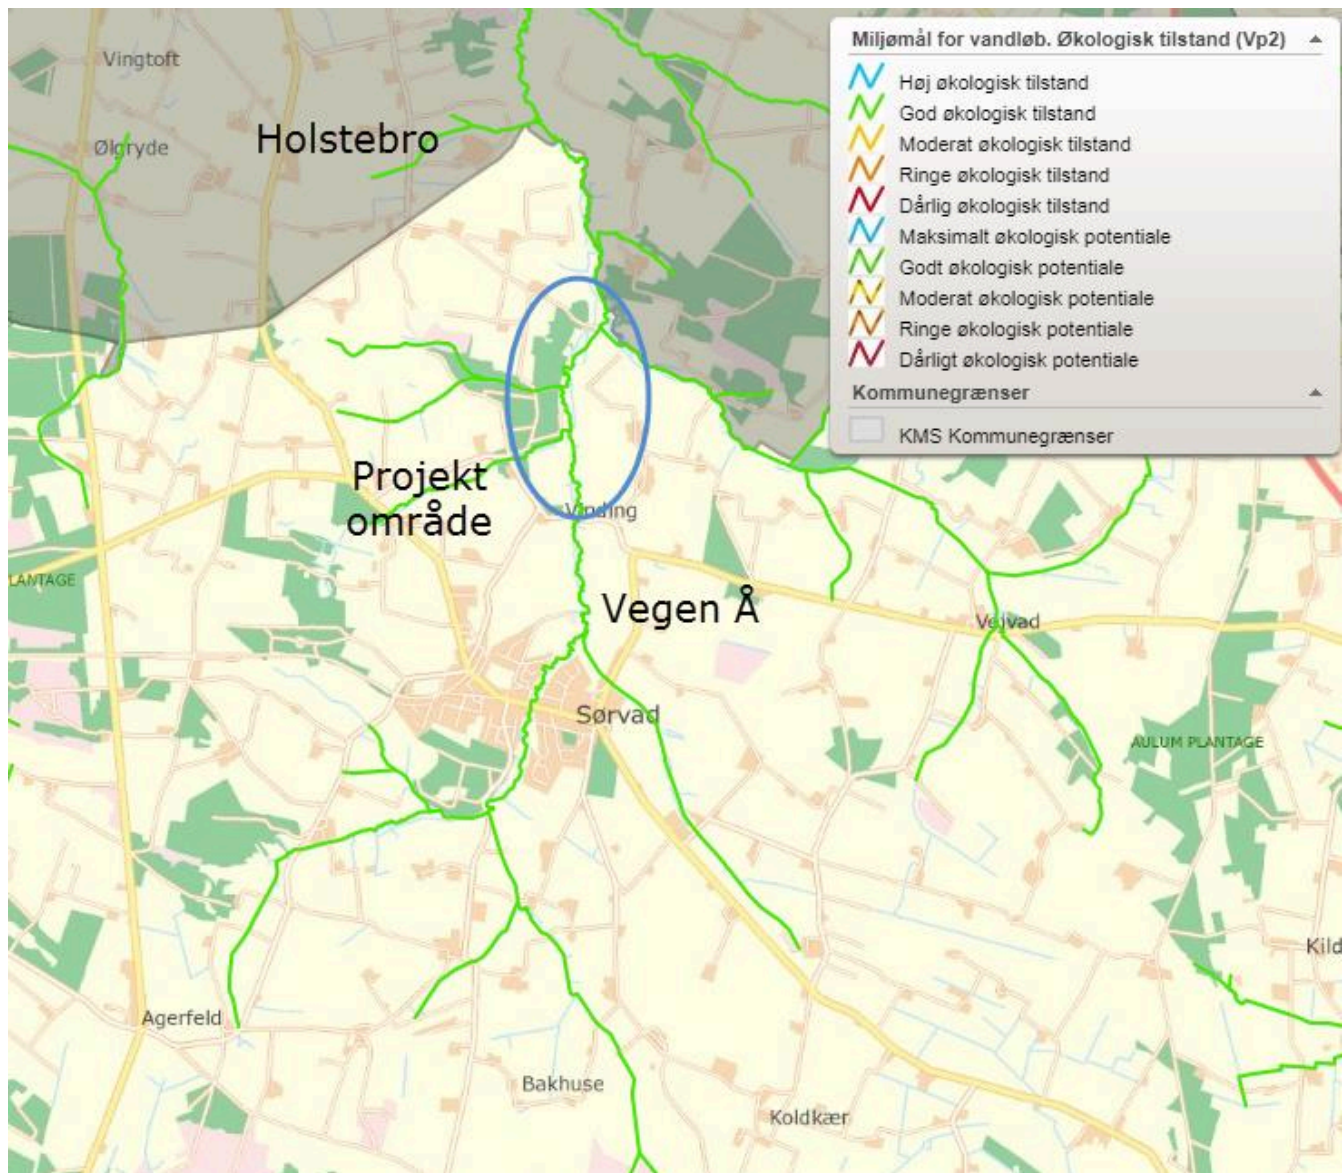 Vingtoft
Ølgryde
Holstebro
Miljømål for vandløb. Økologisk tilstand (Vp2)
Høj økologisk tilstand
God økologisk tilstand
Moderat økologisk tilstand
Ringe økologisk tilstand
Dårlig økologisk tilstand
Maksimalt økologisk potentiale
Godt økologisk potentiale
Moderat økologisk potentiale
Ringe økologisk potentiale
Dårligt økologisk potentiale
Kommunegrænser
KMS Kommunegrænser
Projekt
område
Vinding
LANTAGE
Vegen Å
Vejvad
Sørvad
AULUM PLANTAGE
Kild
Agerfeld
Bakhuse
Koldkær